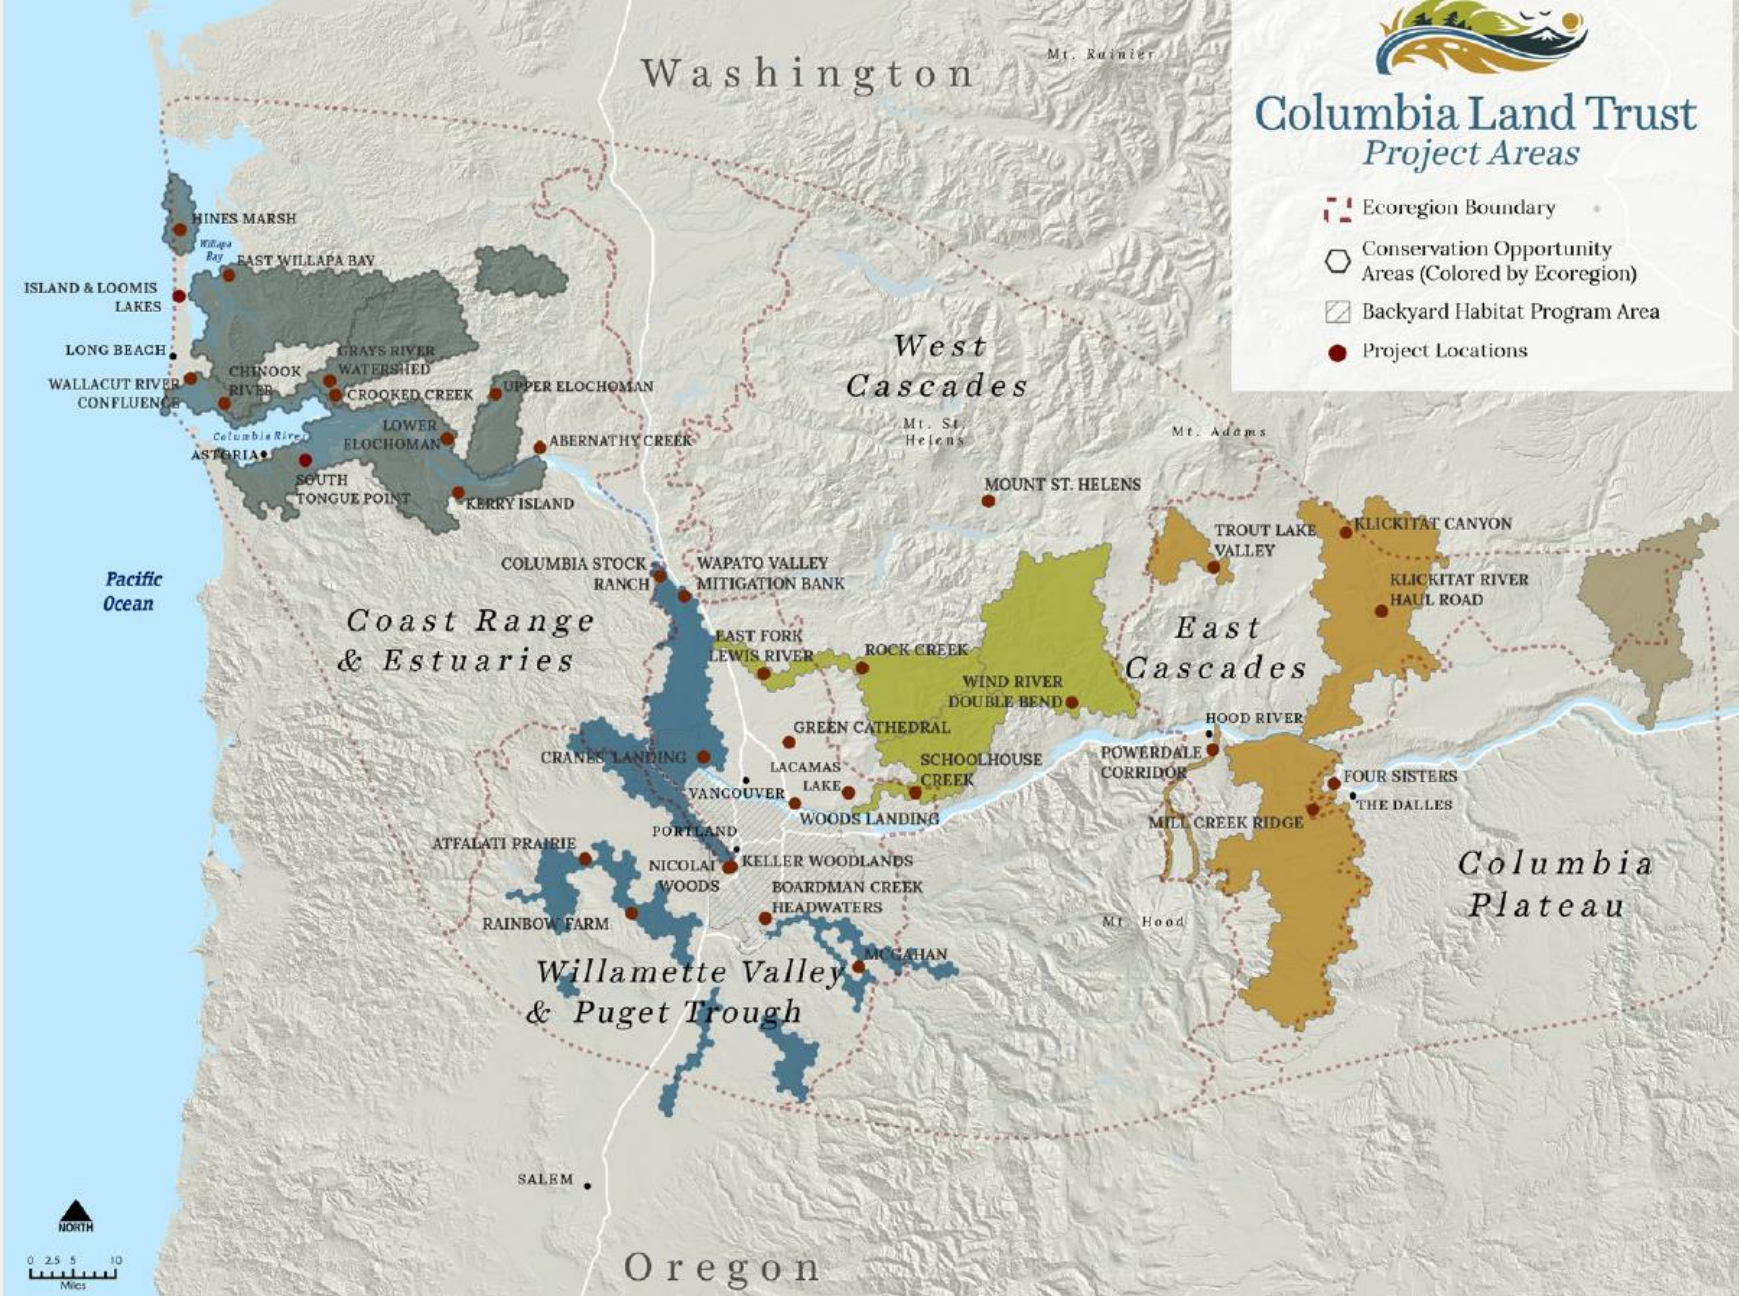 Washington
Mt. Rainier
Columbia Land Trust
Project Areas
Ecoregion Boundary
Conservation Opportunity
Areas (Colored by Ecoregion)
Backyard Habitat Program Area
Project Locations
HINES MARSH
Willapa
Bay
EAST WILLAPA BAY
ISLAND & LOOMIS
LAKES
LONG BEACH
WALLACUT RIVER
CONFLUENCE
CHINOOK
RIVER
GRAYS RIVER
WATERSHED
CROOKED CREEK
UPPER ELOCHOMAN
LOWER
ELOCHOMAN
ABERNATHY CREEK
Columbia River
ASTORIA
SOUTH
TONGUE POINT
KERRY ISLAND
West
Cascades
Mt. St.
Helens
Mt. Adams
MOUNT ST. HELENS
TROUT LAKE
VALLEY
KLICKITAT CANYON
KLICKITAT RIVER
HAUL ROAD
COLUMBIA STOCK
RANCH
WAPATO VALLEY
MITIGATION BANK
Pacific
Ocean
Coast Range
& Estuaries
EAST FORK
LEWIS RIVER
ROCK CREEK
WIND RIVER
DOUBLE BEND
East
Cascades
HOOD RIVER
GREEN CATHEDRAL
CRANES' LANDING
LACAMAS
LAKE
SCHOOLHOUSE
CREEK
POWERDALE
CORRIDOR
FOUR SISTERS
THE DALLES
VANCOUVER
WOODS LANDING
MILL CREEK RIDGE
PORTLAND
ATFALATI PRAIRIE
NICOLAI
WOODS
KELLER WOODLANDS
BOARDMAN CREEK
HEADWATERS
Columbia
Plateau
RAINBOW FARM
Mt. Hood
MCGAHAN
Willamette Valley
& Puget Trough
SALEM
NORTH
0 2.5 5 10
Miles
Oregon